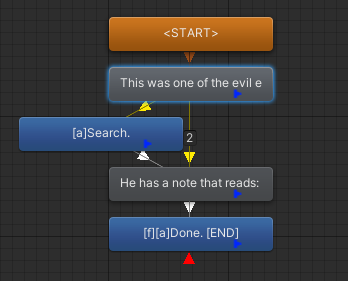 <START>
This was one of the evil e
[a]Search.
2
He has a note that reads:
[f][a]Done. [END]